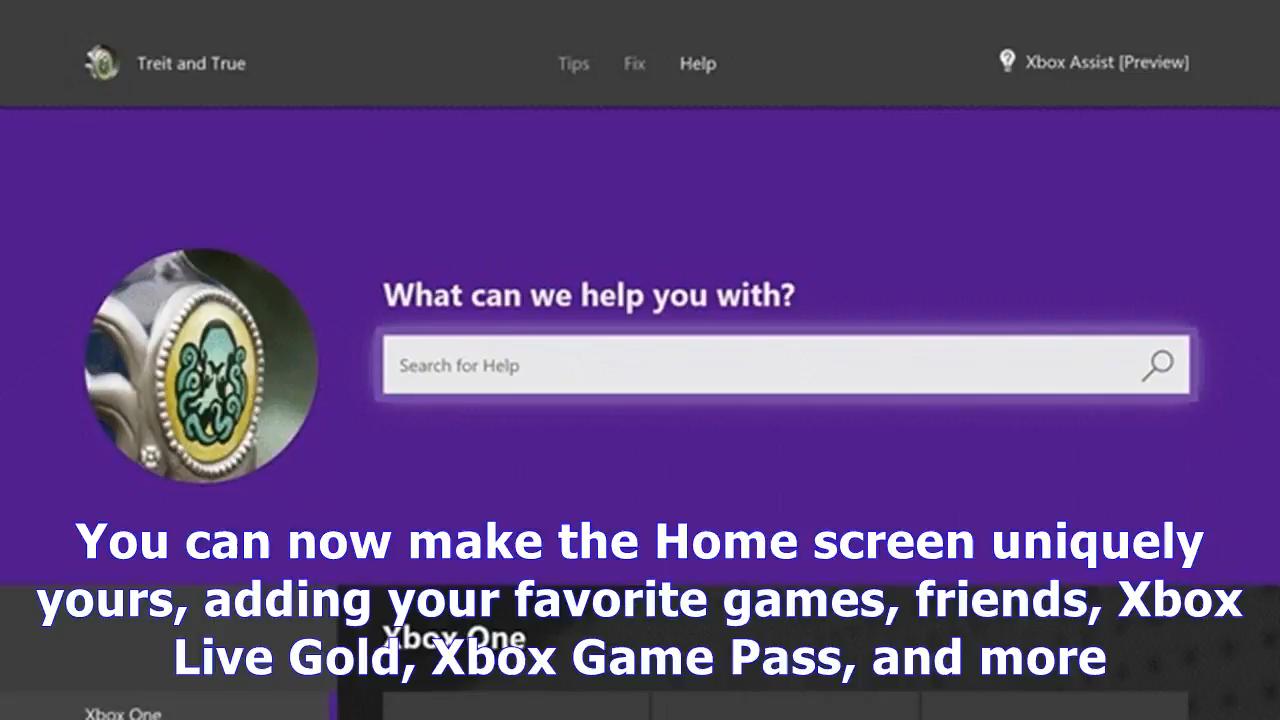 Treit and True
Tips Fix Help
Xbox Assist [Preview]
What can we help you with?
Search for Help
You can now make the Home screen uniquely
yours, adding your favorite games, friends, Xbox
Live Gold, Xbox Game Pass, and more
Xbox One
Xbox One